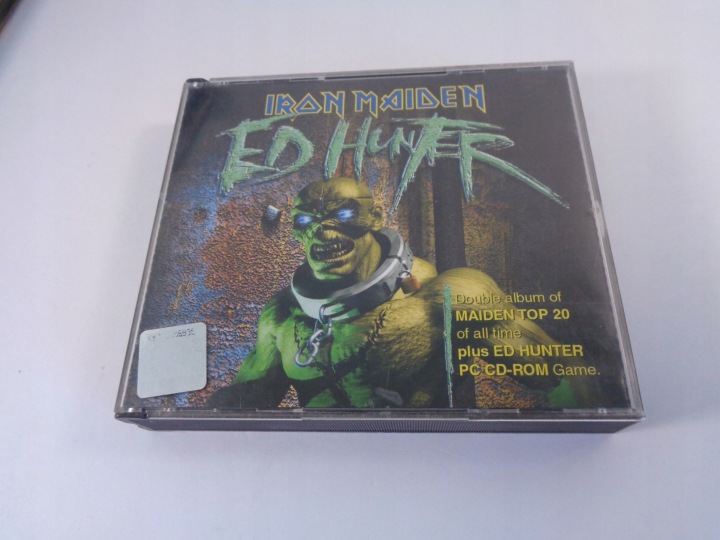 IRON MAIDEN
ED HUNTER
Double album of
MAIDEN TOP 20
of all time
plus ED HUNTER
PC CD-ROM Game.